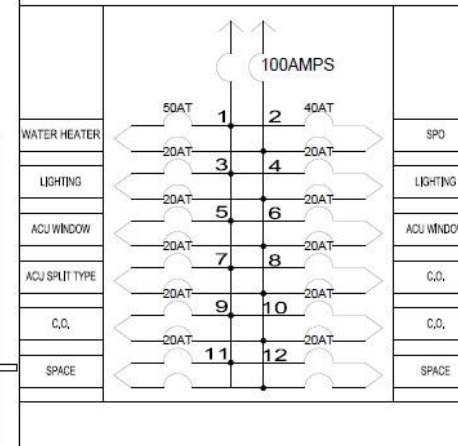 100AMPS
50AT 1 2 40AT
WATER HEATER SPO
20AT 3 4 20AT
LIGHTING LIGHTING
20AT 5 6 20AT
ACU WINDOW ACU WINDOW
20AT 7 8 20AT
ACU SPLIT TYPE C.O.
20AT 9 10 20AT
C.O. C.O.
20AT 11 12 20AT
SPACE SPACE